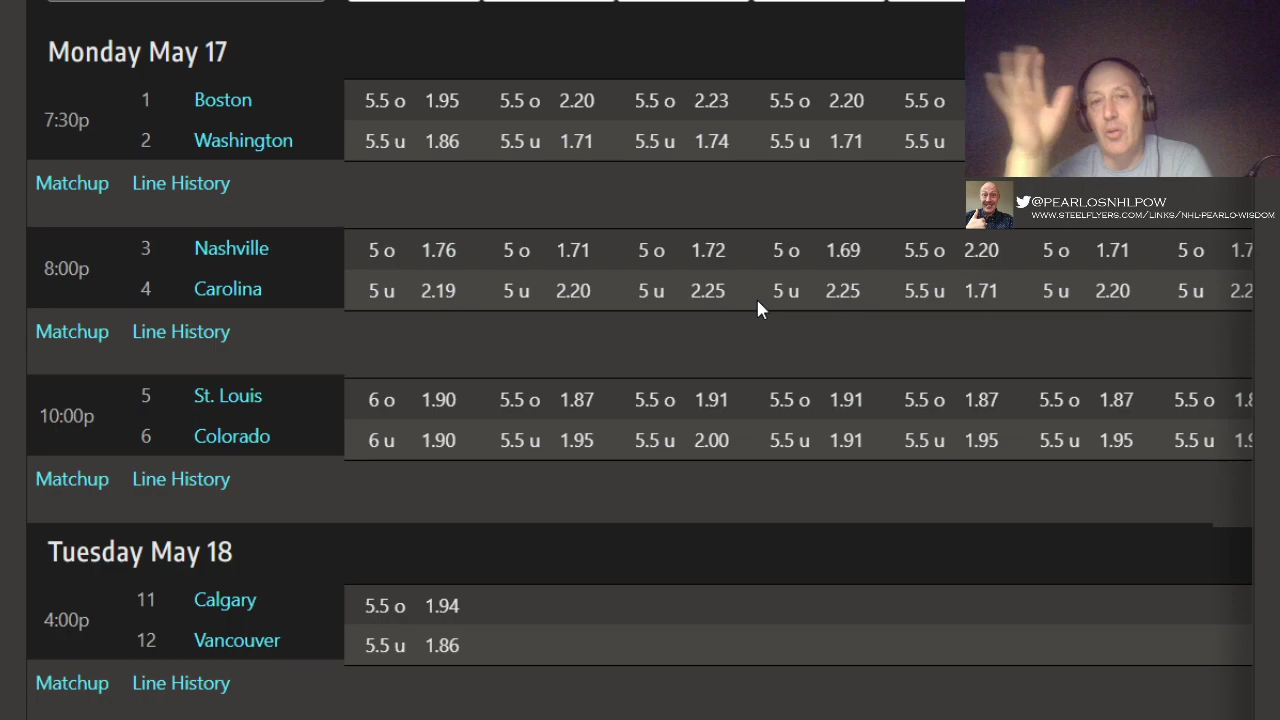 Monday May 17
7:30p 1 Boston 5.5 o 1.95 5.5 o 2.20 5.5 o 2.23 5.5 o 2.20 5.5 o
2 Washington 5.5 u 1.86 5.5 u 1.71 5.5 u 1.74 5.5 u 1.71 5.5 u
Matchup Line History
@PEARLOSNHLPOW
WWW.STEELFLYERS.COM/LINKS/NHL-PEARLO-WISDOM
8:00p 3 Nashville 5 o 1.76 5 o 1.71 5 o 1.72 5 o 1.69 5.5 o 2.20 5 o 1.71 5 o 1.7
4 Carolina 5 u 2.19 5 u 2.20 5 u 2.25 5 u 2.25 5.5 u 1.71 5 u 2.20 5 u 2.2
Matchup Line History
10:00p 5 St. Louis 6 o 1.90 5.5 o 1.87 5.5 o 1.91 5.5 o 1.91 5.5 o 1.87 5.5 o 1.87 5.5 o 1.8
6 Colorado 6 u 1.90 5.5 u 1.95 5.5 u 2.00 5.5 u 1.91 5.5 u 1.95 5.5 u 1.95 5.5 u 1.9
Matchup Line History
Tuesday May 18
4:00p 11 Calgary 5.5 o 1.94
12 Vancouver 5.5 u 1.86
Matchup Line History